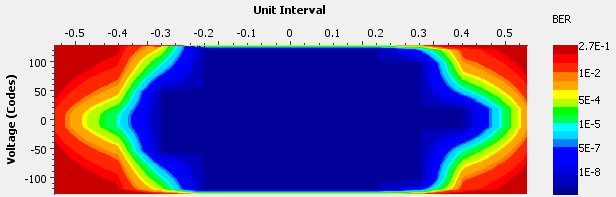 Unit Interval
BER
-0.5 -0.4 -0.3 -0.2 -0.1 0 0.1 0.2 0.3 0.4 0.5
Voltage (Codes)
100
50
0
-50
-100
2.7E-1
1E-2
5E-4
1E-5
5E-7
1E-8